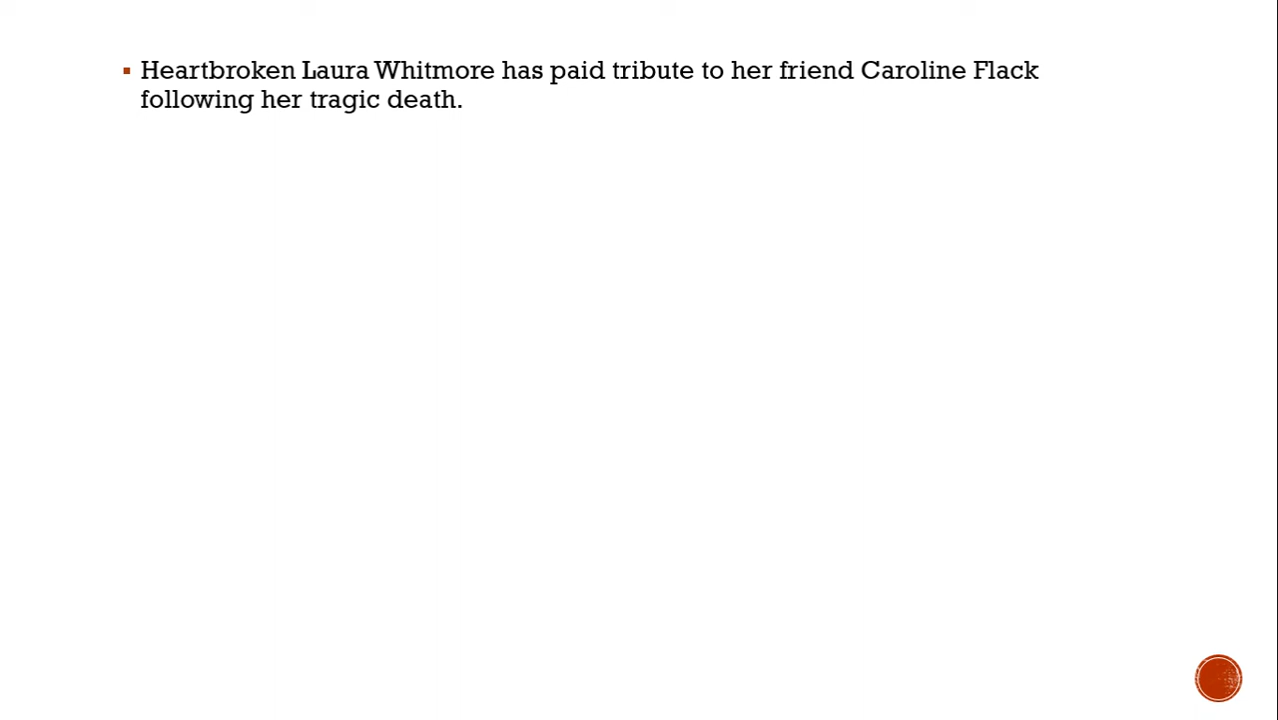 ▪ Heartbroken Laura Whitmore has paid tribute to her friend Caroline Flack
following her tragic death.